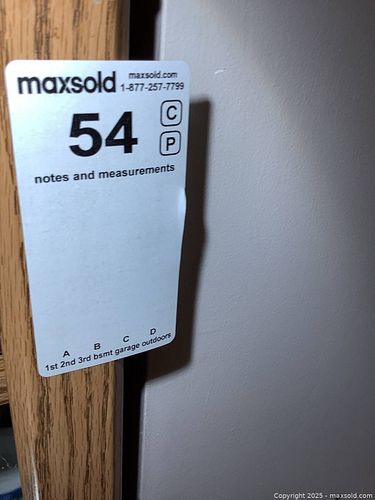 maxsold
maxsold.com
1-877-257-7799
54
C
P
notes and measurements
A B C D
1st 2nd 3rd bsmt garage outdoors
Copyright 2025 - maxsold.com